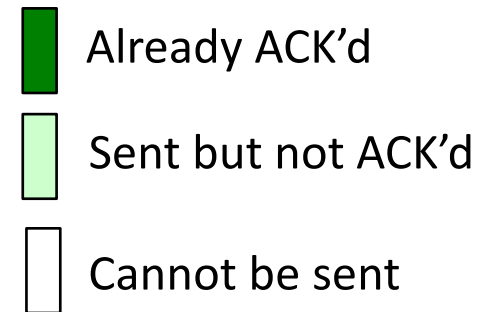 Already ACK’d
Sent but not ACK’d
Cannot be sent